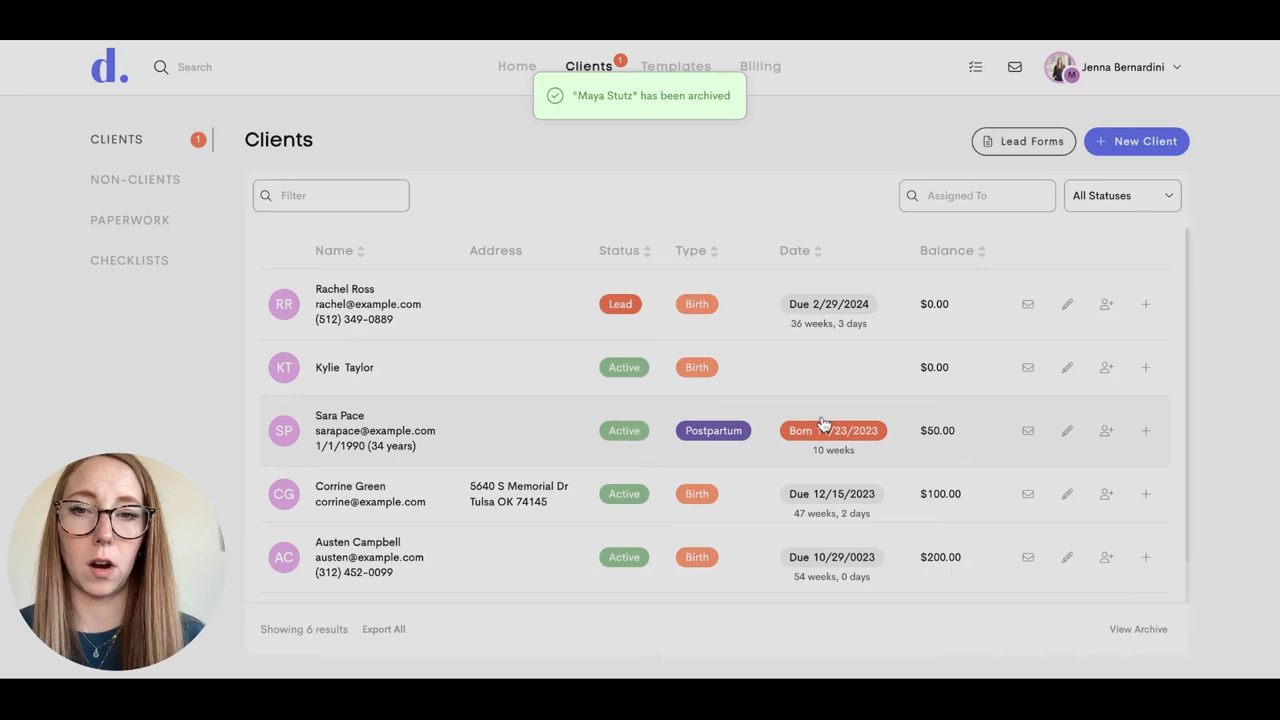 d.
Search
Home
Clients
1
Templates
Billing
M
Jenna Bernardini
"Maya Stutz" has been archived
CLIENTS
1
NON-CLIENTS
PAPERWORK
CHECKLISTS
Clients
Lead Forms
+ New Client
Filter
Assigned To
All Statuses
Name
Address
Status
Type
Date
Balance
RR
Rachel Ross
rachel@example.com
(512) 349-0889
Lead
Birth
Due 2/29/2024
36 weeks, 3 days
$0.00
KT
Kylie Taylor
Active
Birth
$0.00
SP
Sara Pace
sarapace@example.com
1/1/1990 (34 years)
Active
Postpartum
Born
10 weeks
$50.00
CG
Corrine Green
corrine@example.com
5640 S Memorial Dr
Tulsa OK 74145
Active
Birth
Due 12/15/2023
47 weeks, 2 days
$100.00
AC
Austen Campbell
austen@example.com
(312) 452-0099
Active
Birth
Due 10/29/0023
54 weeks, 0 days
$200.00
Showing 6 results
Export All
View Archive